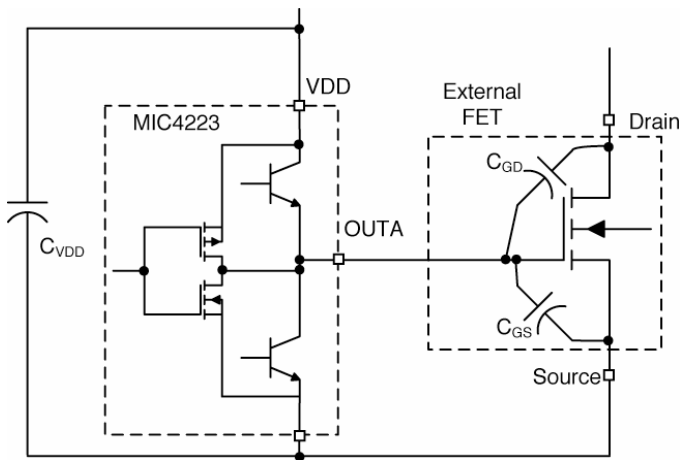 VDD
MIC4223
External
FET
Drain
CGD
OUTA
CVDD
CGS
Source